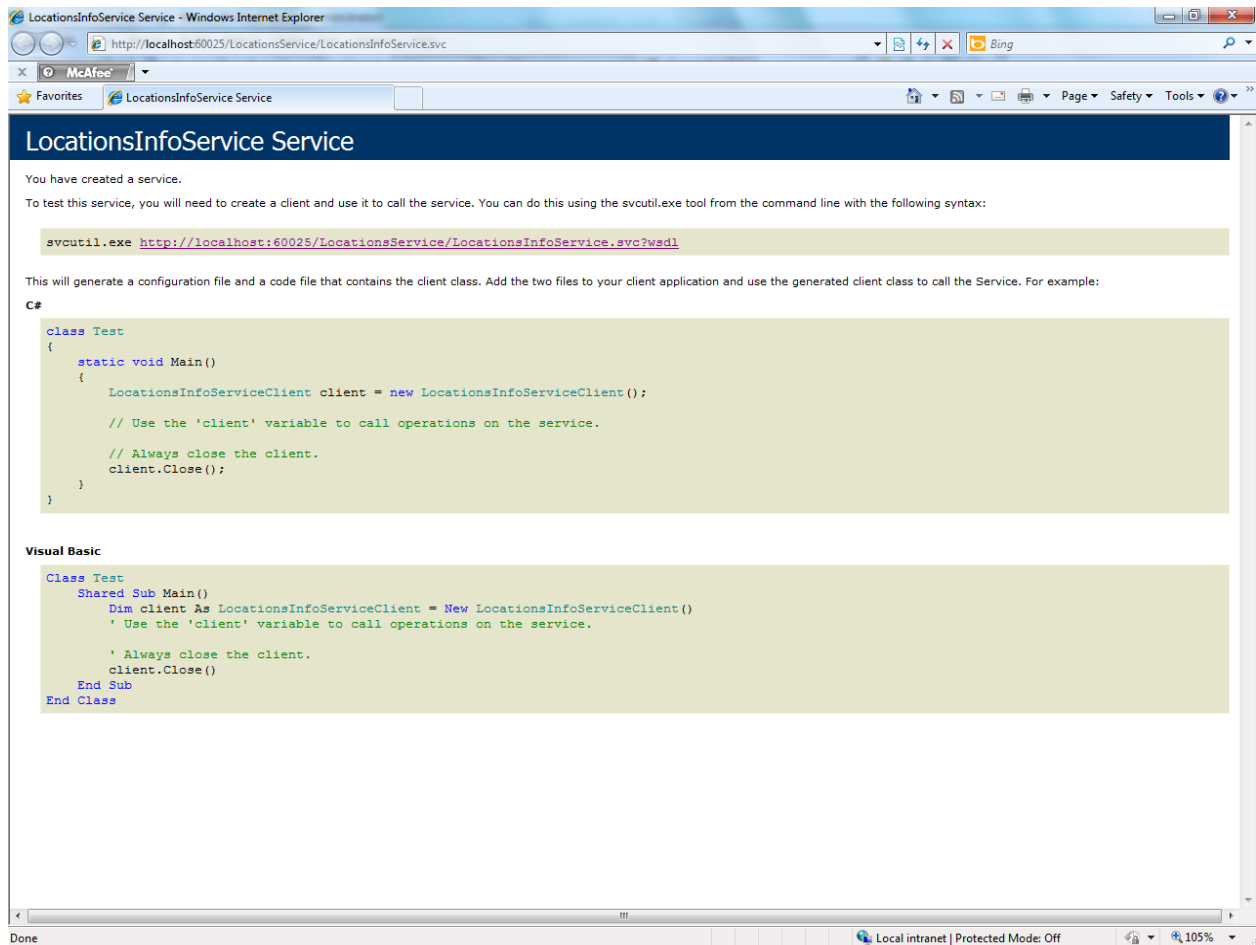 LocationsInfoService Service - Windows Internet Explorer
http://localhost:60025/LocationsService/LocationsInfoService.svc
Bing
McAfee
Favorites
LocationsInfoService Service
Page
Safety
Tools
LocationsInfoService Service
You have created a service.
To test this service, you will need to create a client and use it to call the service. You can do this using the svcutil.exe tool from the command line with the following syntax:
svcutil.exe http://localhost:60025/LocationsService/LocationsInfoService.svc?wsdl
This will generate a configuration file and a code file that contains the client class. Add the two files to your client application and use the generated client class to call the Service. For example:
C#
class Test
{
    static void Main()
    {
        LocationsInfoServiceClient client = new LocationsInfoServiceClient();
        // Use the 'client' variable to call operations on the service.
        // Always close the client.
        client.Close();
    }
}
Visual Basic
Class Test
    Shared Sub Main()
        Dim client As LocationsInfoServiceClient = New LocationsInfoServiceClient()
        ' Use the 'client' variable to call operations on the service.
        ' Always close the client.
        client.Close()
    End Sub
End Class
Done
Local intranet | Protected Mode: Off
105%